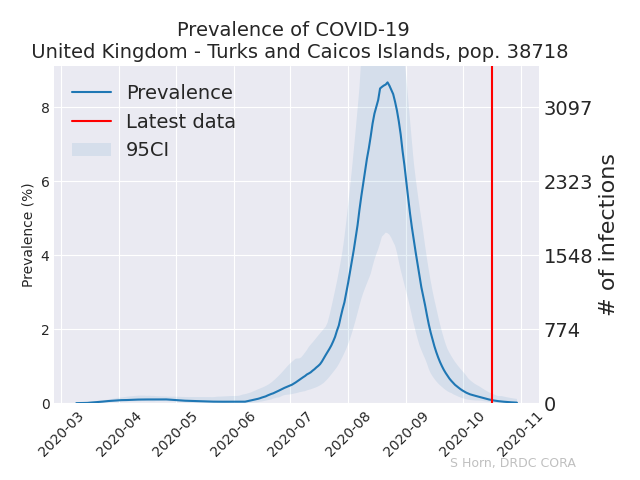 Prevalence of COVID-19
United Kingdom - Turks and Caicos Islands, pop. 38718
Prevalence
Latest data
95CI
Prevalence (%)
8
6
4
2
0
3097
2323
1548
774
0
# of infections
2020-03
2020-04
2020-05
2020-06
2020-07
2020-08
2020-09
2020-10
2020-11
S Horn, DRDC CORA